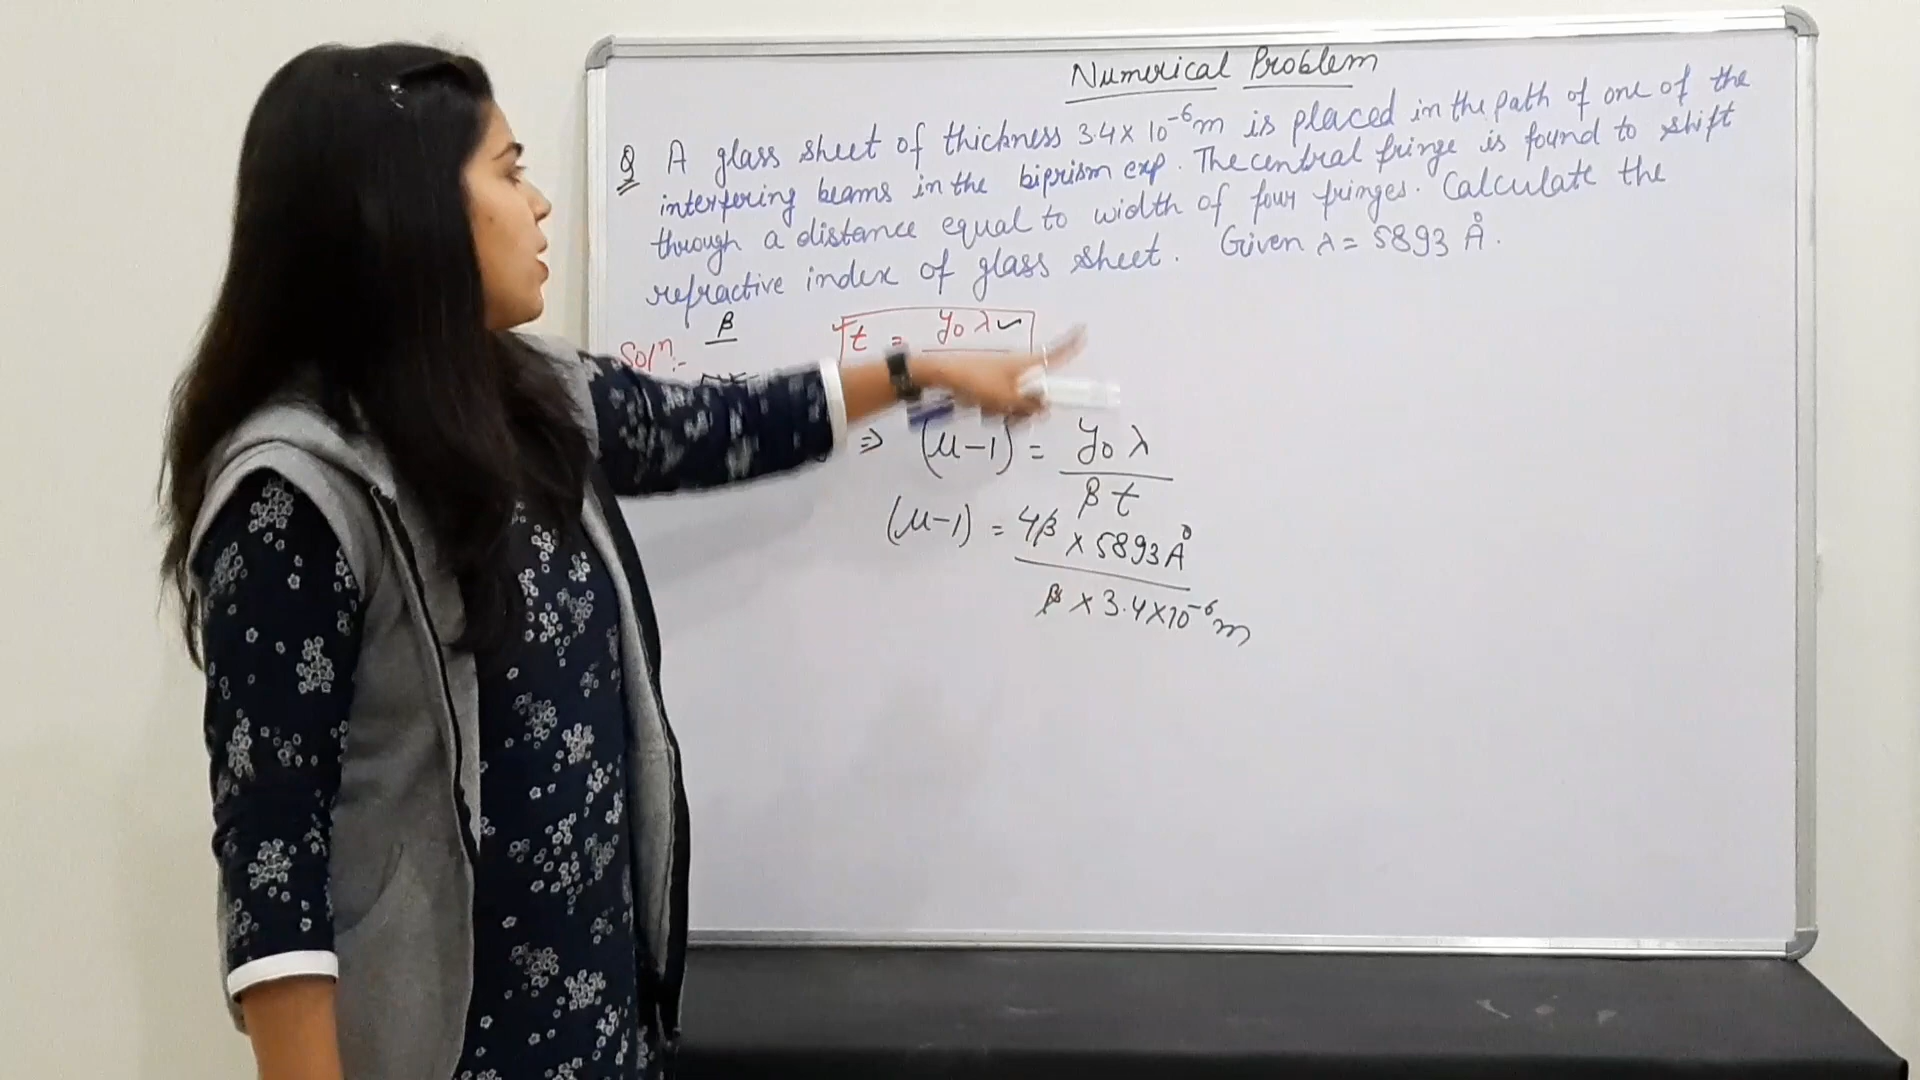 Numerical Problem
Q A glass sheet of thickness 3.4 × 10⁻⁶ m is placed in the path of one of the
interfering beams in the biprism exp. The central fringe is found to shift
through a distance equal to width of four fringes. Calculate the
refractive index of glass sheet. Given λ = 5893 Å.
Solⁿ:- β t = y₀ λ
⇒ (μ-1) = y₀ λ / β t
(μ-1) = 4β × 5893 Å / β × 3.4 × 10⁻⁶ m